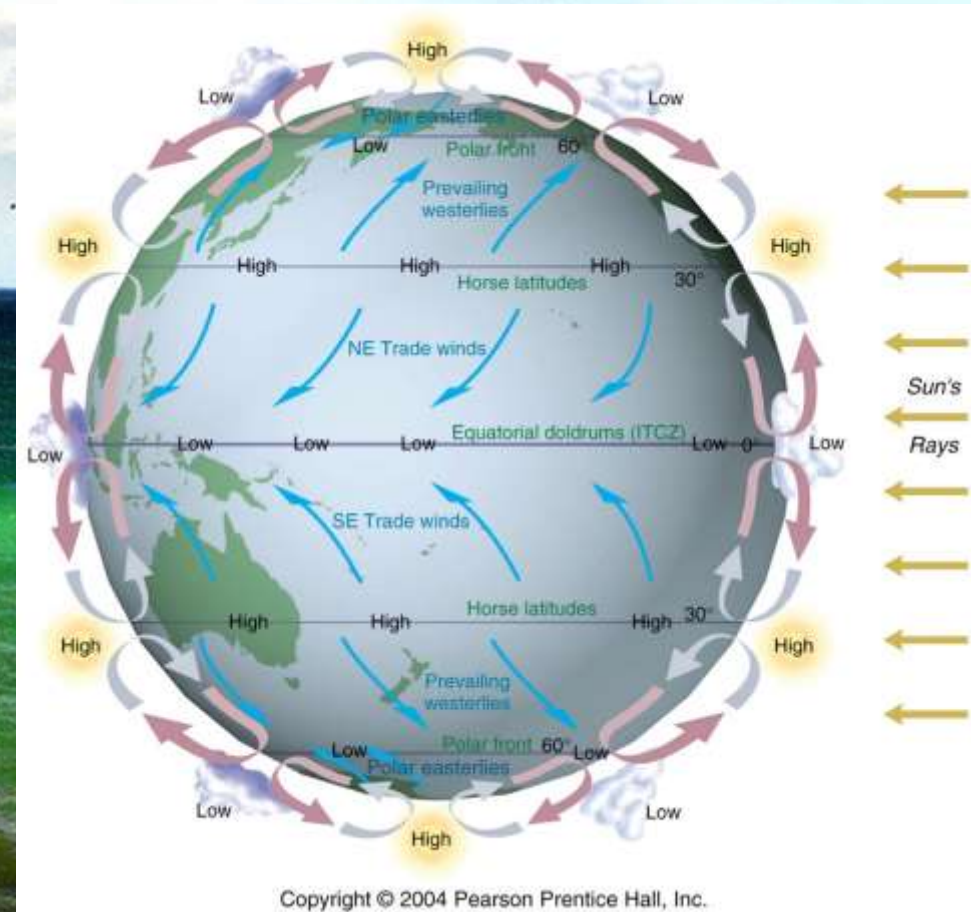 High
Low
Low
Polar easterlies
Low
Polar front
60°
Prevailing
westerlies
High
High
High
High
High
30°
Horse latitudes
NE Trade winds
Sun's
Rays
Equatorial doldrums (ITCZ)
Low
Low
Low
Low
Low
0°
Low
SE Trade winds
Horse latitudes
30°
High
High
High
High
High
Prevailing
westerlies
Low
Polar front
60°
Low
Polar easterlies
Low
Low
High
Copyright © 2004 Pearson Prentice Hall, Inc.